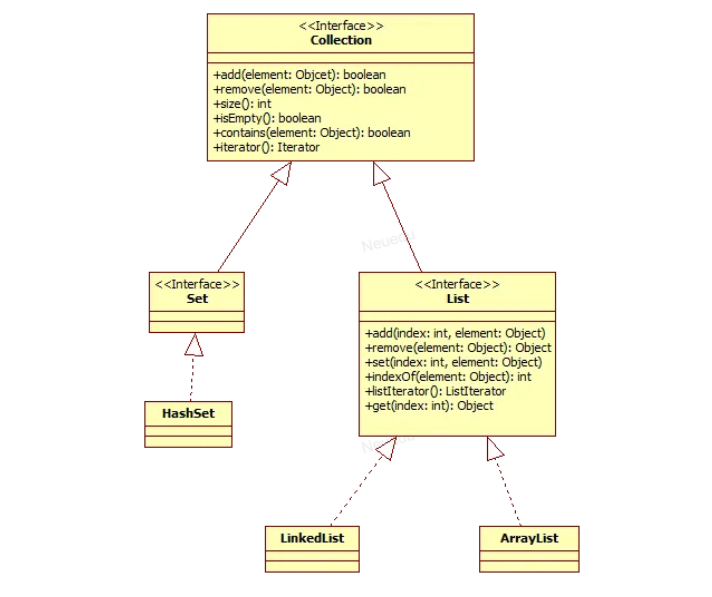 <<Interface>>
Collection
+add(element: Objcet): boolean
+remove(element: Object): boolean
+size(): int
+isEmpty(): boolean
+contains(element: Object): boolean
+iterator(): Iterator
Neuedu
<<Interface>>
Set
<<Interface>>
List
+add(index: int, element: Object)
+remove(element: Object): Object
+set(index: int, element: Object)
+indexOf(element: Object): int
+listIterator(): ListIterator
+get(index: int): Object
HashSet
Neuedu
LinkedList
ArrayList